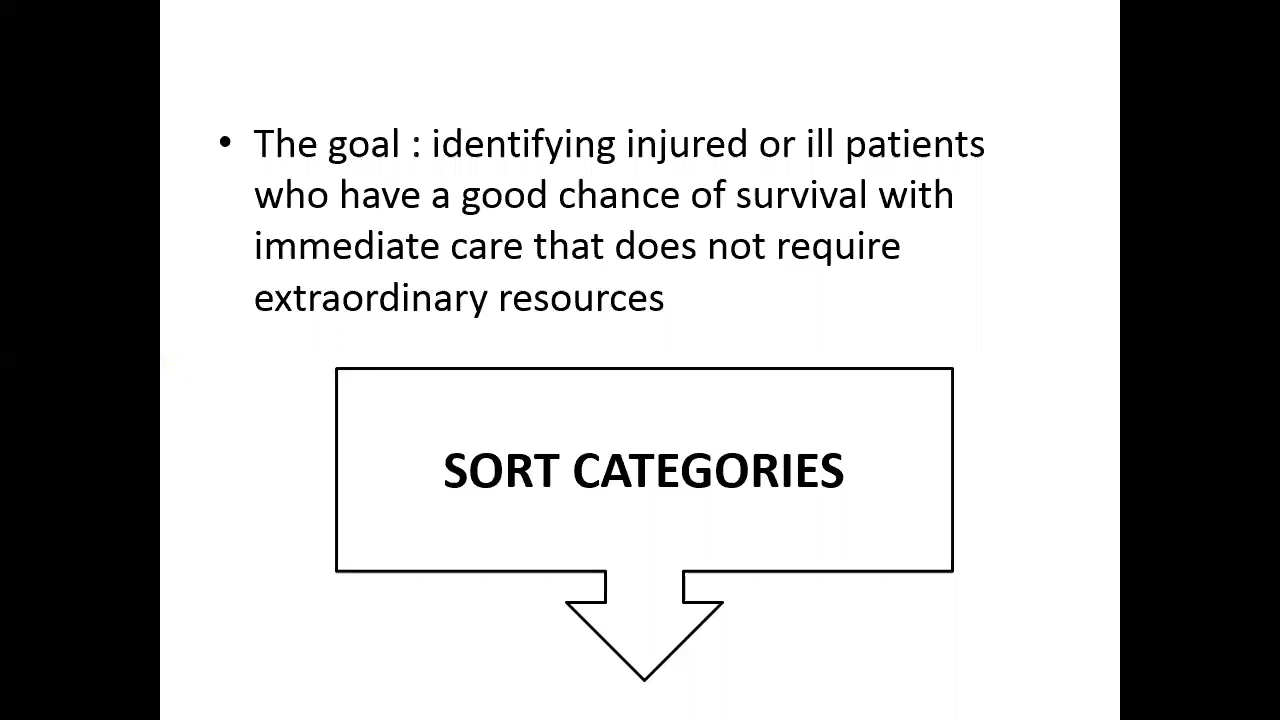 • The goal : identifying injured or ill patients
who have a good chance of survival with
immediate care that does not require
extraordinary resources
SORT CATEGORIES